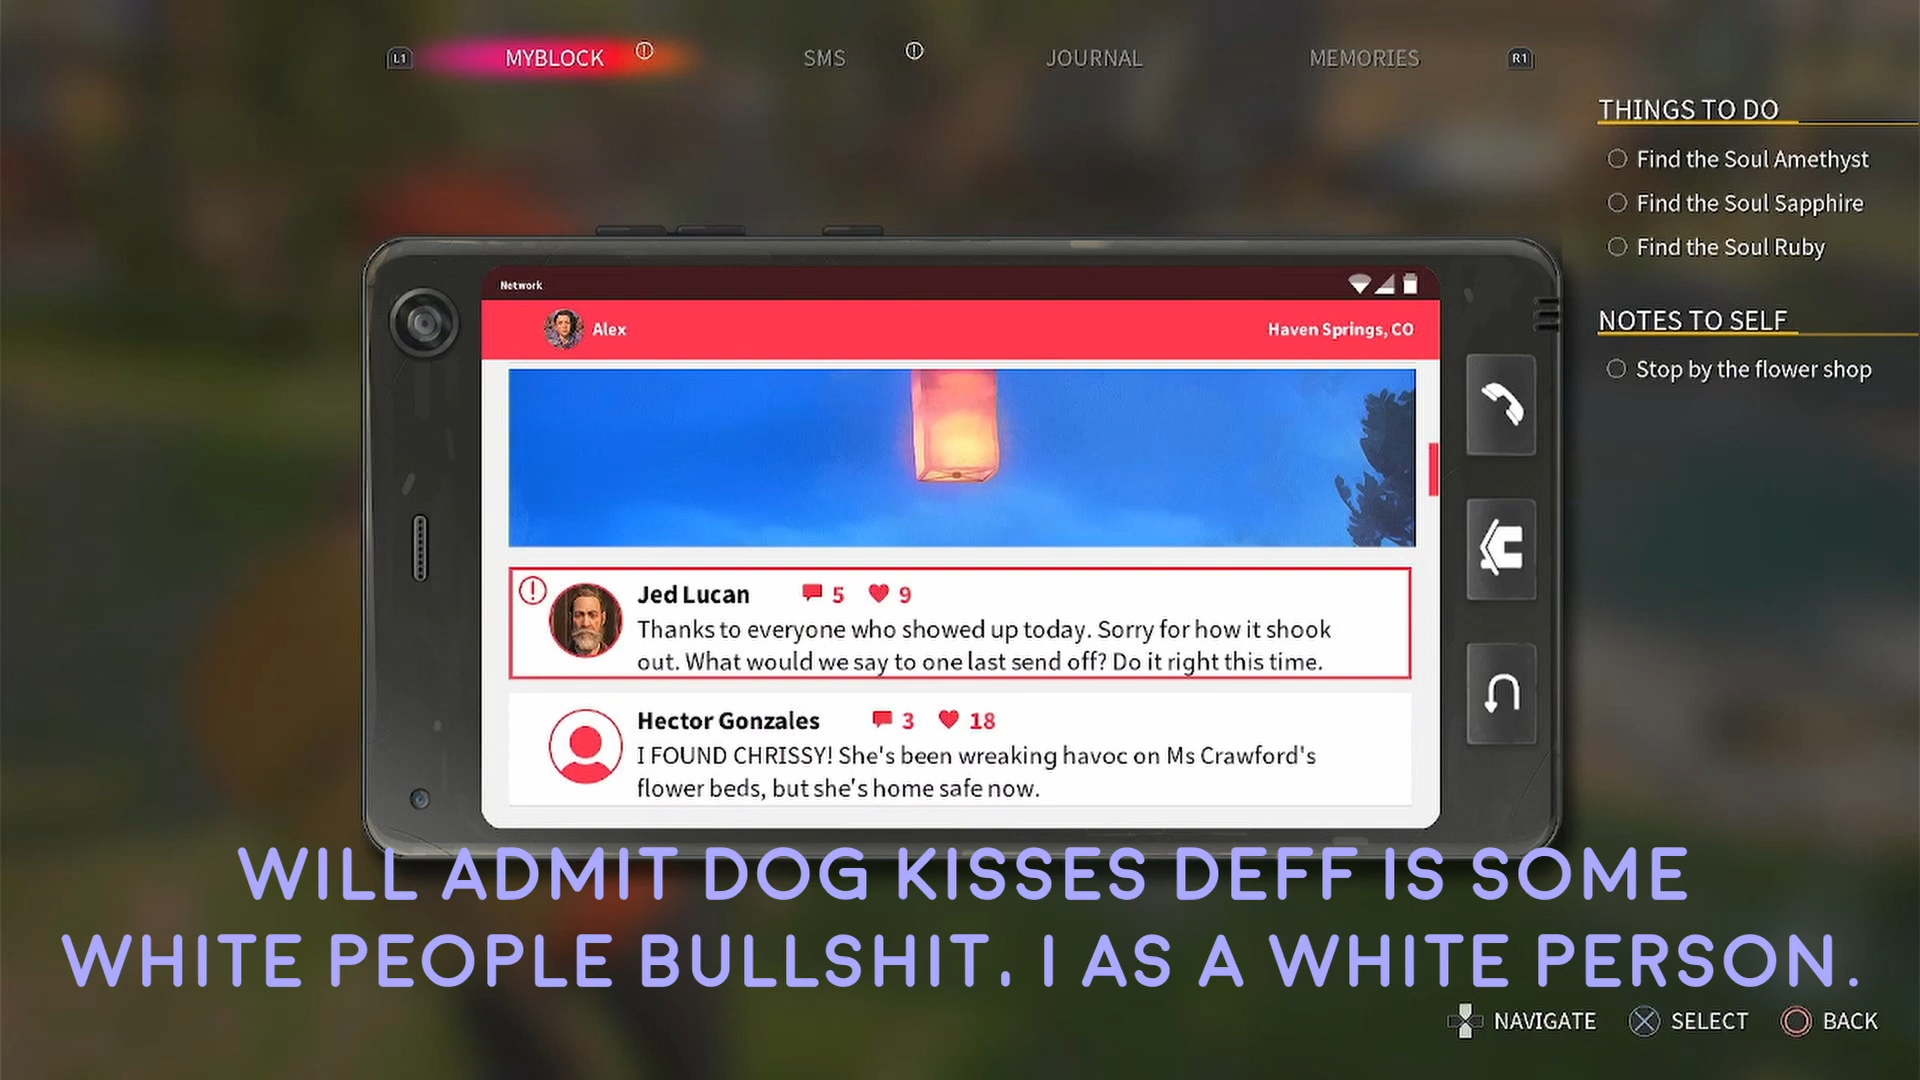 L1
MYBLOCK
SMS
JOURNAL
MEMORIES
R1
THINGS TO DO
Find the Soul Amethyst
Find the Soul Sapphire
Find the Soul Ruby
NOTES TO SELF
Stop by the flower shop
Network
Alex
Haven Springs, CO
Jed Lucan 5 9
Thanks to everyone who showed up today. Sorry for how it shook
out. What would we say to one last send off? Do it right this time.
Hector Gonzales 3 18
I FOUND CHRISSY! She's been wreaking havoc on Ms Crawford's
flower beds, but she's home safe now.
WILL ADMIT DOG KISSES DEFF IS SOME
WHITE PEOPLE BULLSHIT. I AS A WHITE PERSON.
NAVIGATE
SELECT
BACK